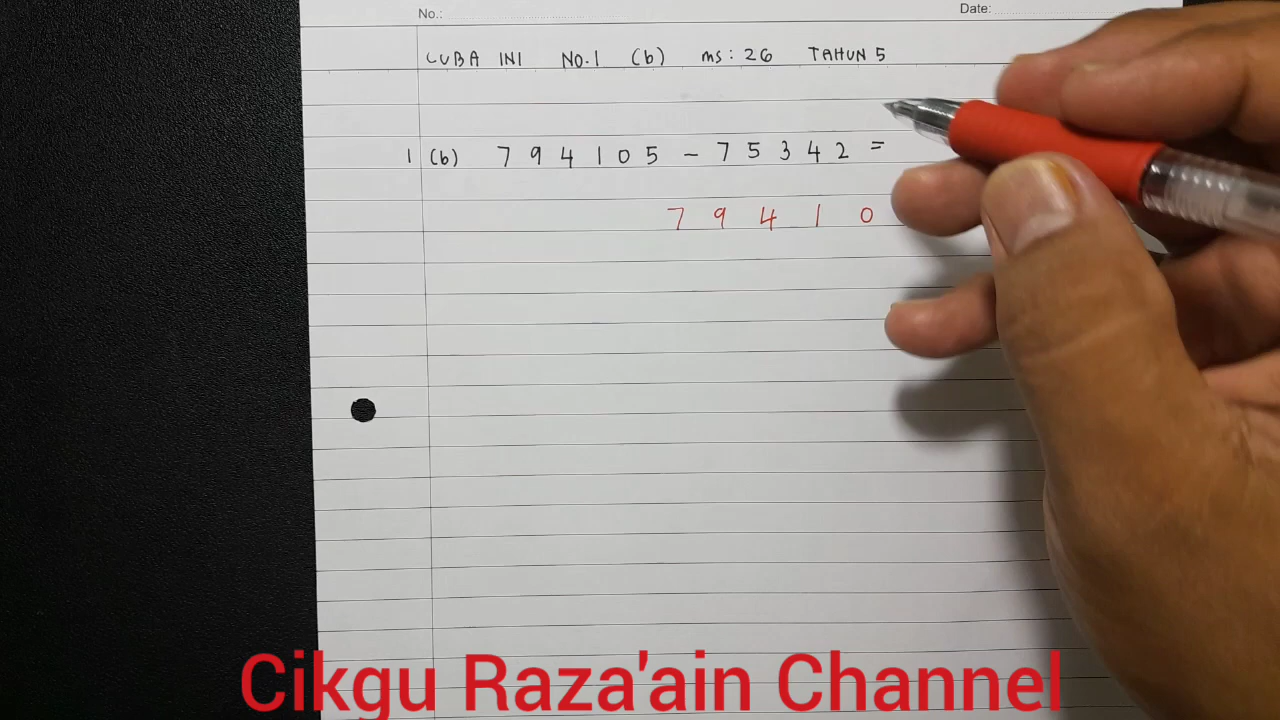 No.:
Date:
CUBA INI NO.1 (b) ms: 26 TAHUN 5
1 (b) 7 9 4 1 0 5 - 7 5 3 4 2 =
7 9 4 1 0
Cikgu Raza'ain Channel